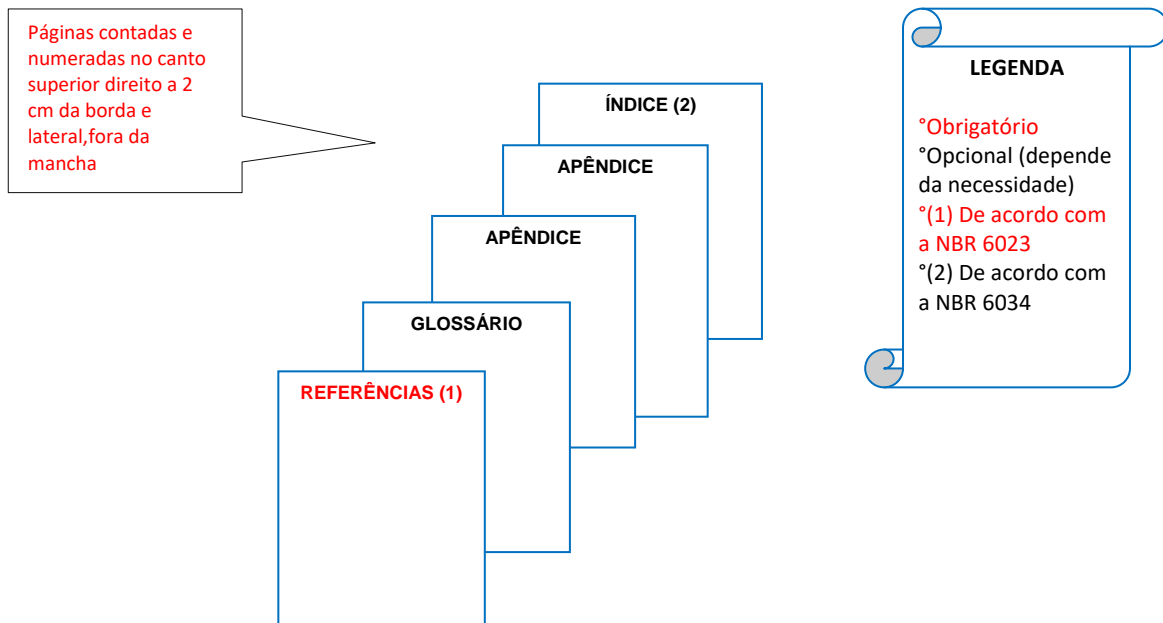 Páginas contadas e
numeradas no canto
superior direito a 2
cm da borda e
lateral,fora da
mancha
ÍNDICE (2)
APÊNDICE
APÊNDICE
GLOSSÁRIO
REFERÊNCIAS (1)
LEGENDA
°Obrigatório
°Opcional (depende
da necessidade)
°(1) De acordo com
a NBR 6023
°(2) De acordo com
a NBR 6034